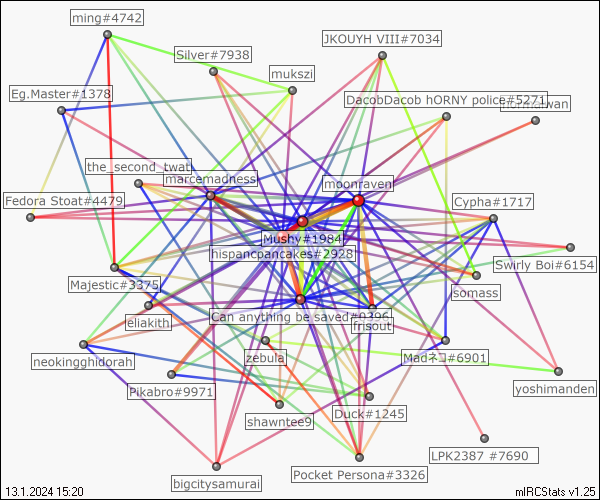 ming#4742
JKOUYH VIII#7034
Silver#7938
mukszi
Eg.Master#1378
DacobDacob hORNY police#5271
the_second_twat
marcemadness
moonraven
Fedora Stoat#4479
Cypha#1717
Mushy#1984
hispancpancakes#2928
Swirly Boi#6154
Majestic#3375
somass
Can anything be saved#0396
eliakith
frisout
neokingghidorah
zebula
Madネコ#6901
Pikabro#9971
yoshimanden
shawntee9
Duck#1245
LPK2387 #7690
bigcitysamurai
Pocket Persona#3326
13.1.2024 15:20
mIRCStats v1.25